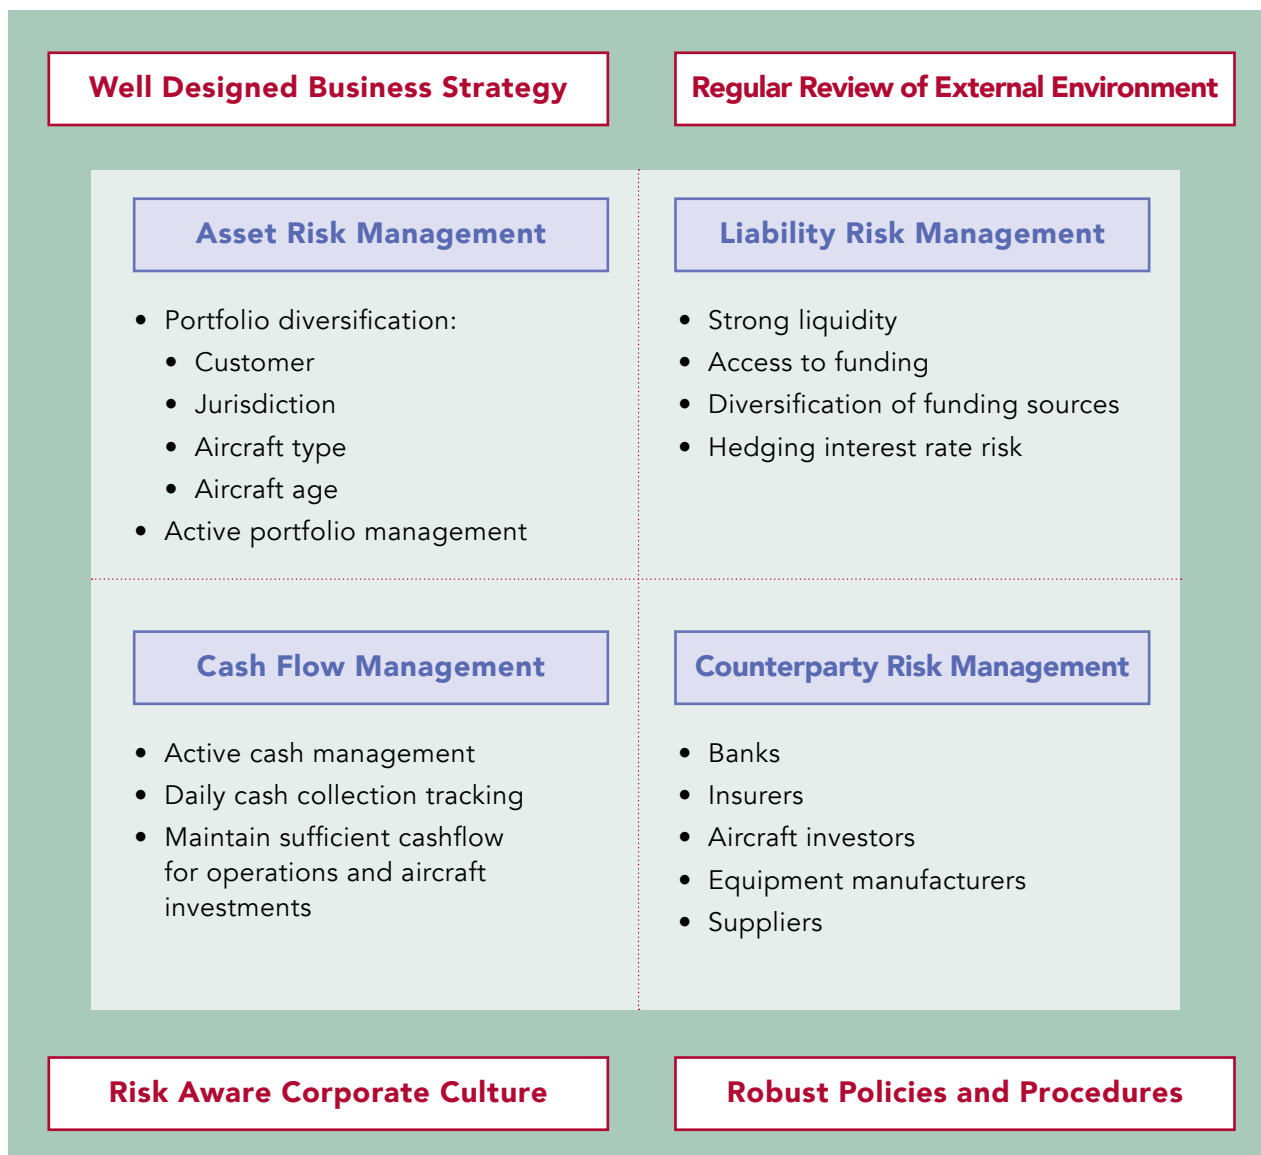 Well Designed Business Strategy
Regular Review of External Environment
Asset Risk Management
• Portfolio diversification:
• Customer
• Jurisdiction
• Aircraft type
• Aircraft age
• Active portfolio management
Liability Risk Management
• Strong liquidity
• Access to funding
• Diversification of funding sources
• Hedging interest rate risk
Cash Flow Management
• Active cash management
• Daily cash collection tracking
• Maintain sufficient cashflow
for operations and aircraft
investments
Counterparty Risk Management
• Banks
• Insurers
• Aircraft investors
• Equipment manufacturers
• Suppliers
Risk Aware Corporate Culture
Robust Policies and Procedures